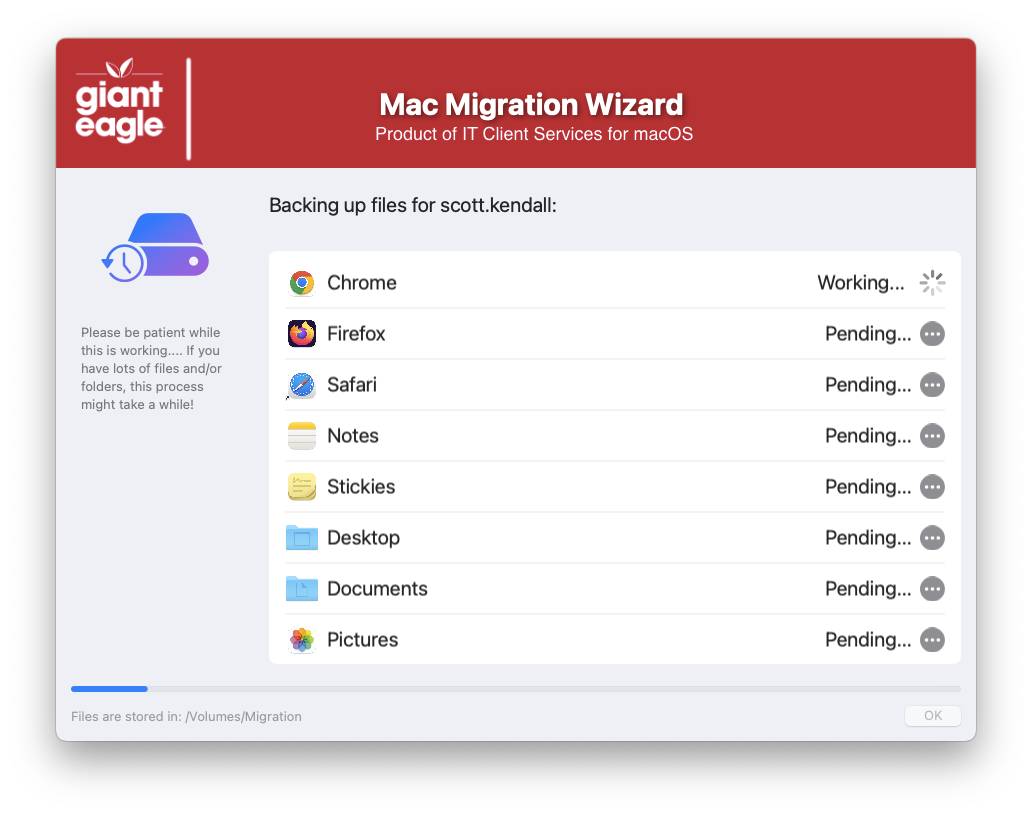 giant
eagle
Mac Migration Wizard
Product of IT Client Services for macOS
Backing up files for scott.kendall:
Please be patient while
this is working.... If you
have lots of files and/or
folders, this process
might take a while!
Chrome Working...
Firefox Pending...
Safari Pending...
Notes Pending...
Stickies Pending...
Desktop Pending...
Documents Pending...
Pictures Pending...
Files are stored in: /Volumes/Migration
OK